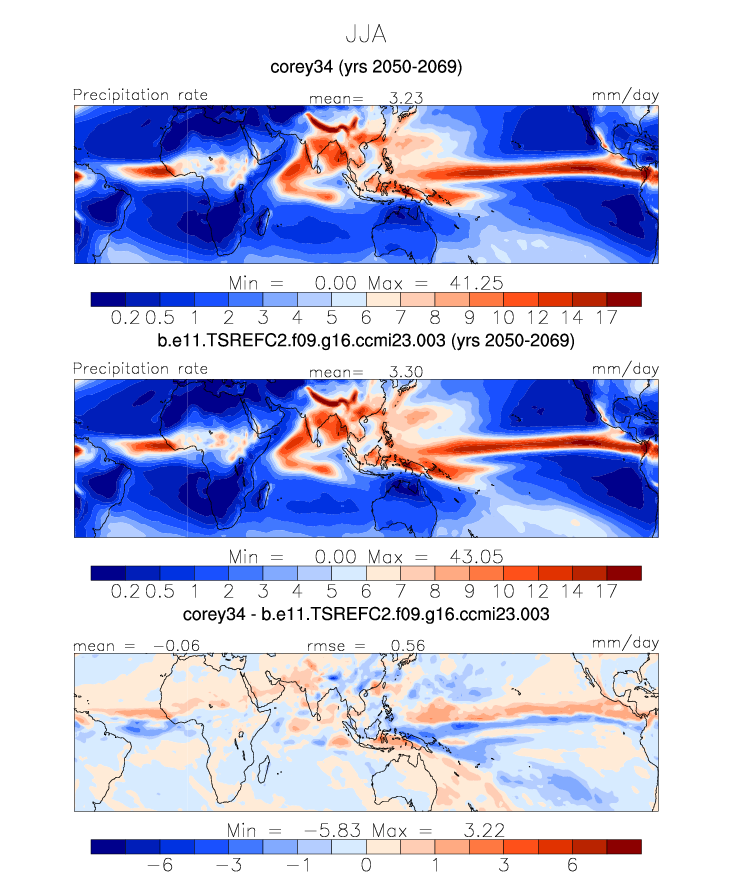 JJA
corey34 (yrs 2050-2069)
Precipitation rate mean= 3.23 mm/day
Min = 0.00 Max = 41.25
0.2 0.5 1 2 3 4 5 6 7 8 9 10 12 14 17
b.e11.TSREFC2.f09.g16.ccmi23.003 (yrs 2050-2069)
Precipitation rate mean= 3.30 mm/day
Min = 0.00 Max = 43.05
0.2 0.5 1 2 3 4 5 6 7 8 9 10 12 14 17
corey34 - b.e11.TSREFC2.f09.g16.ccmi23.003
mean = -0.06 rmse = 0.56 mm/day
Min = -5.83 Max = 3.22
-6 -3 -1 0 1 3 6